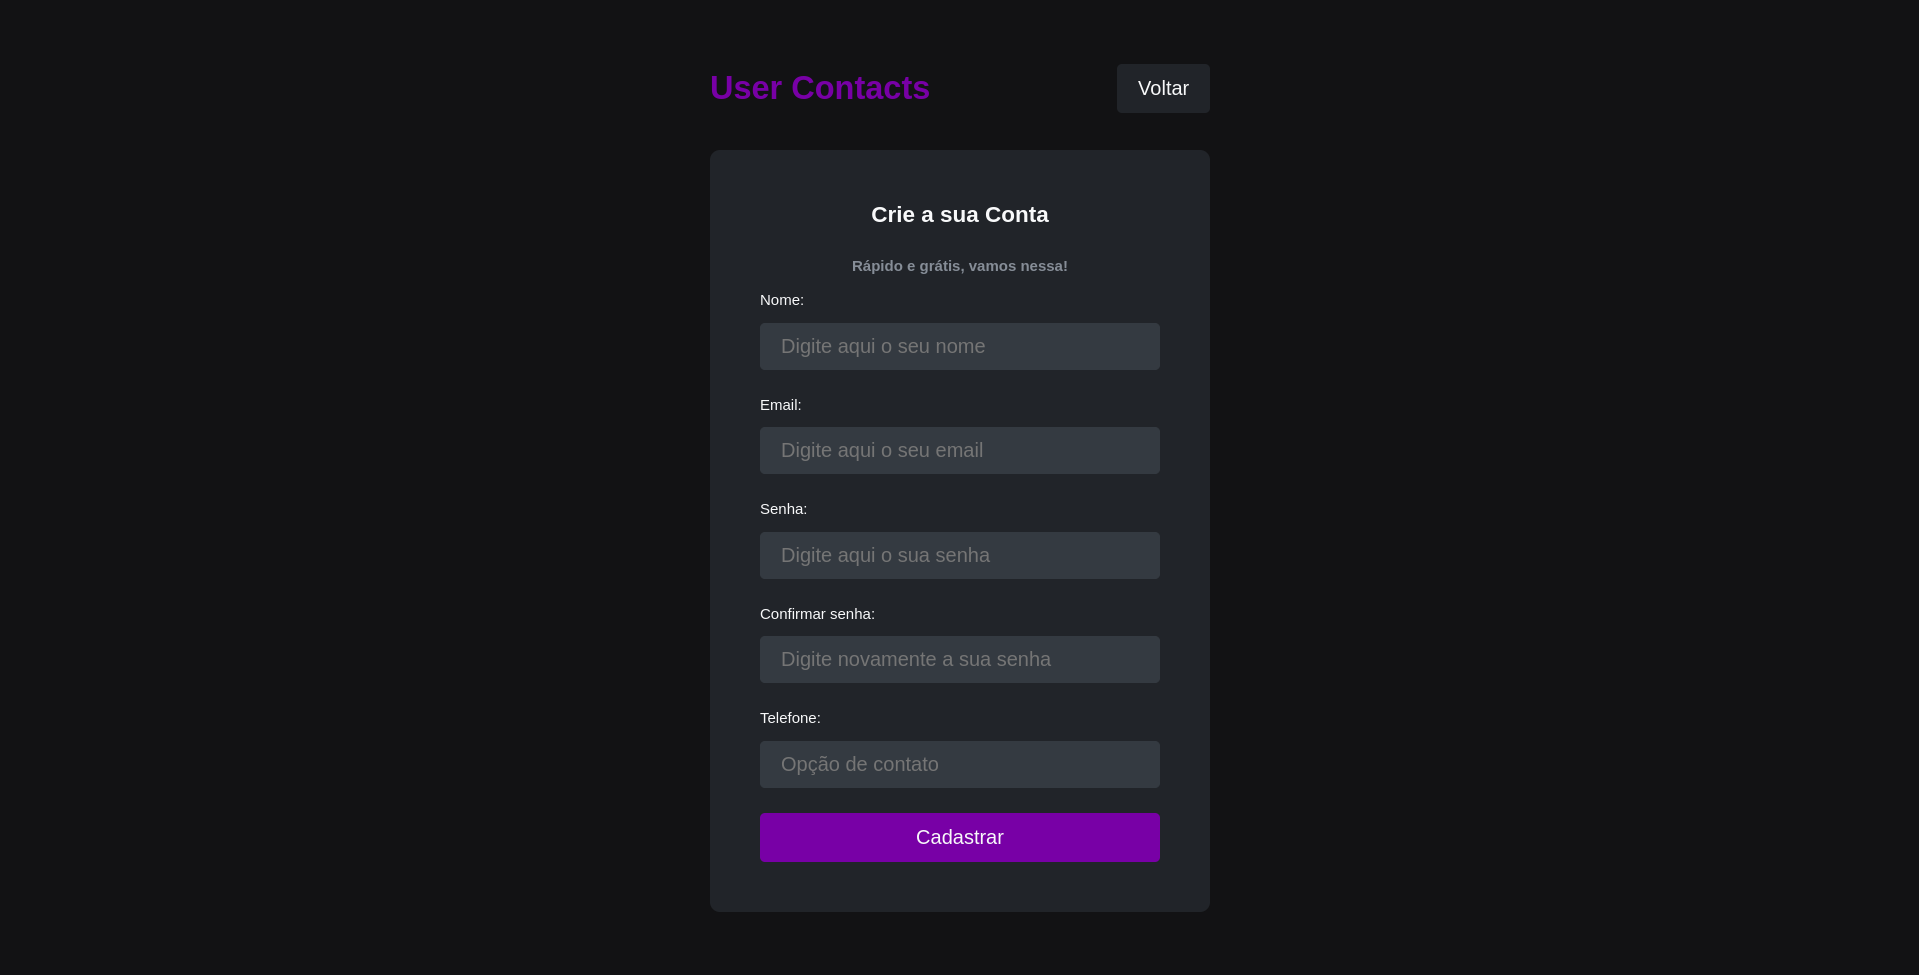 User Contacts
Voltar
Crie a sua Conta
Rápido e grátis, vamos nessa!
Nome:
Digite aqui o seu nome
Email:
Digite aqui o seu email
Senha:
Digite aqui o sua senha
Confirmar senha:
Digite novamente a sua senha
Telefone:
Opção de contato
Cadastrar